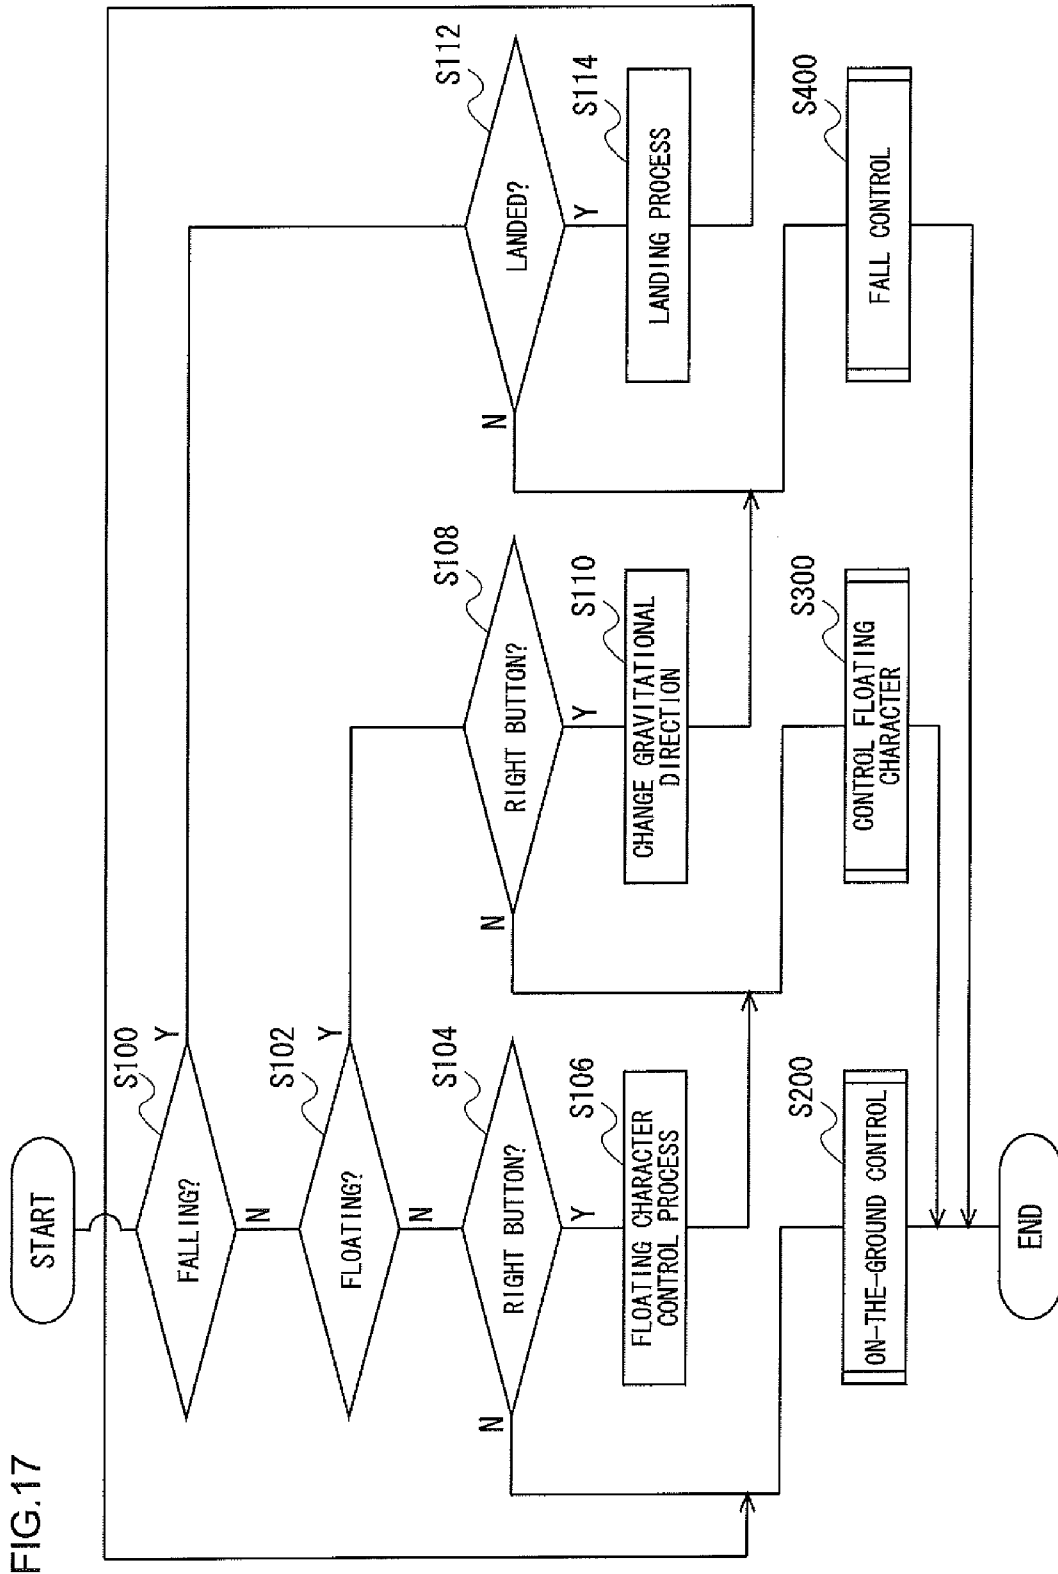 FIG.17
START
S100
FALLING?
Y
N
S102
FLOATING?
Y
N
S104
RIGHT BUTTON?
N
Y
S106
FLOATING CHARACTER
CONTROL PROCESS
S108
RIGHT BUTTON?
N
Y
S110
CHANGE GRAVITATIONAL
DIRECTION
S112
LANDED?
N
Y
S114
LANDING PROCESS
S200
ON-THE-GROUND CONTROL
S300
CONTROL FLOATING
CHARACTER
S400
FALL CONTROL
END